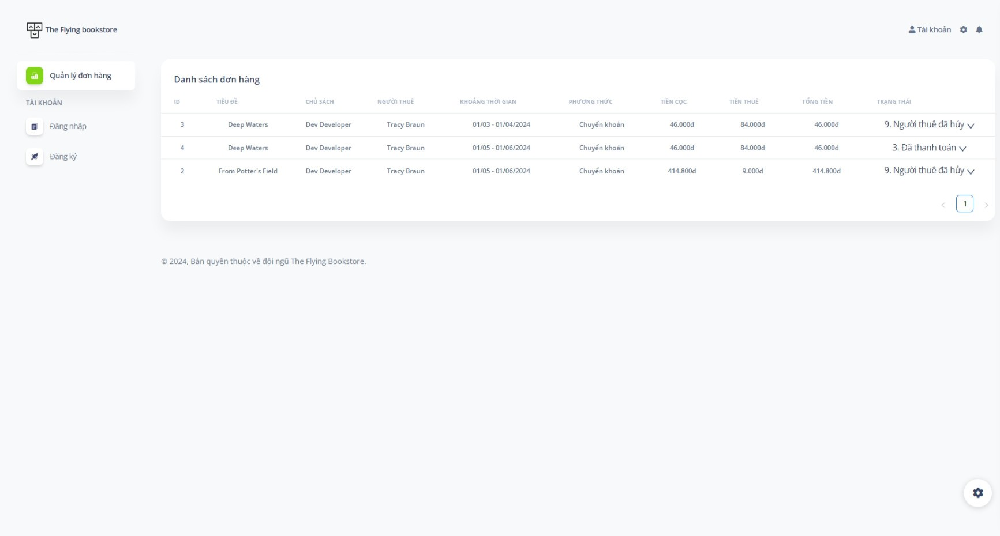 The Flying bookstore
Tài khoản
Quản lý đơn hàng
TÀI KHOẢN
Đăng nhập
Đăng ký
Danh sách đơn hàng
ID TIÊU ĐỀ CHỦ SÁCH NGƯỜI THUÊ KHOẢNG THỜI GIAN PHƯƠNG THỨC TIỀN CỌC TIỀN THUÊ TỔNG TIỀN TRẠNG THÁI
3 Deep Waters Dev Developer Tracy Braun 01/03 - 01/04/2024 Chuyển khoản 46.000đ 84.000đ 46.000đ 9. Người thuê đã hủy
4 Deep Waters Dev Developer Tracy Braun 01/05 - 01/06/2024 Chuyển khoản 46.000đ 84.000đ 46.000đ 3. Đã thanh toán
2 From Potter's Field Dev Developer Tracy Braun 01/05 - 01/06/2024 Chuyển khoản 414.800đ 9.000đ 414.800đ 9. Người thuê đã hủy
1
© 2024, Bản quyền thuộc về đội ngũ The Flying Bookstore.